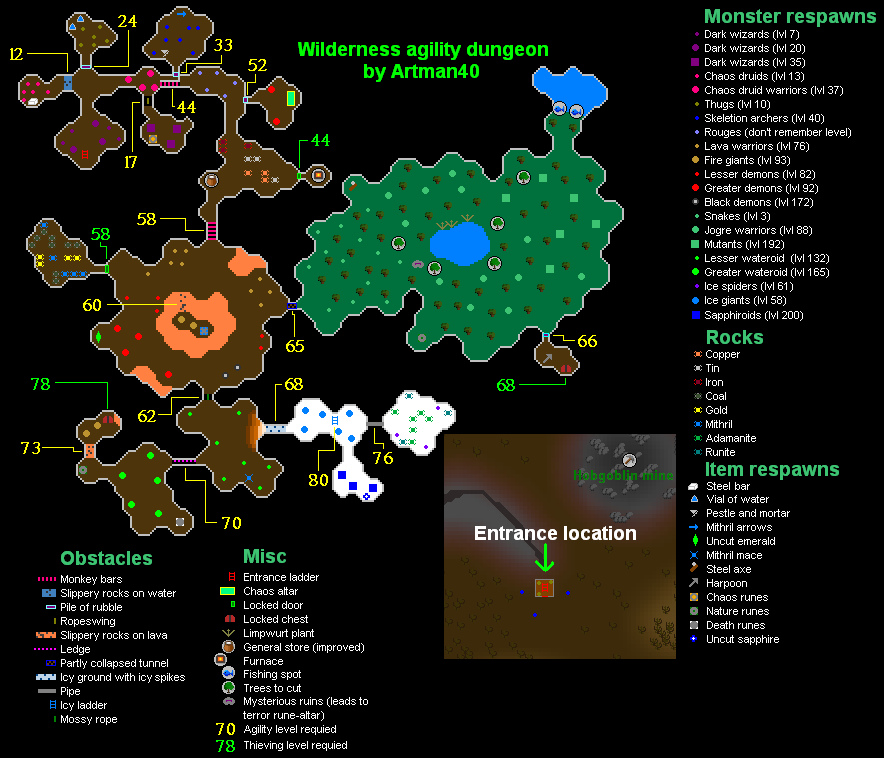 Wilderness agility dungeon
by Artman40
24
33
12
52
44
17
44
58
58
60
65
66
68
78
62
68
73
76
80
70
Hobgoblin mine
Entrance location
Monster respawns
Dark wizards (lvl 7)
Dark wizards (lvl 20)
Dark wizards (lvl 35)
Chaos druids (lvl 13)
Chaos druid warriors (lvl 37)
Thugs (lvl 10)
Skeletion archers (lvl 40)
Rouges (don't remember level)
Lava warriors (lvl 76)
Fire giants (lvl 93)
Lesser demons (lvl 82)
Greater demons (lvl 92)
Black demons (lvl 172)
Snakes (lvl 3)
Jogre warriors (lvl 88)
Mutants (lvl 192)
Lesser wateroid (lvl 132)
Greater wateroid (lvl 165)
Ice spiders (lvl 61)
Ice giants (lvl 58)
Sapphiroids (lvl 200)
Rocks
Copper
Tin
Iron
Coal
Gold
Mithril
Adamanite
Runite
Item respawns
Steel bar
Vial of water
Pestle and mortar
Mithril arrows
Uncut emerald
Mithril mace
Steel axe
Harpoon
Chaos runes
Nature runes
Death runes
Uncut sapphire
Obstacles
Monkey bars
Slippery rocks on water
Pile of rubble
Ropeswing
Slippery rocks on lava
Ledge
Partly collapsed tunnel
Icy ground with icy spikes
Pipe
Icy ladder
Mossy rope
Misc
Entrance ladder
Chaos altar
Locked door
Locked chest
Limpwurt plant
General store (improved)
Furnace
Fishing spot
Trees to cut
Mysterious ruins (leads to
terror rune-altar)
70 Agility level requied
78 Thieving level requied